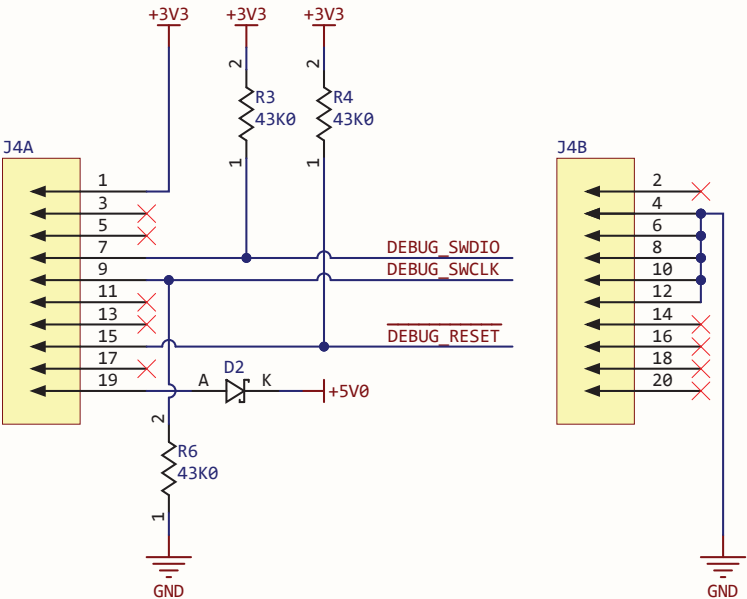 +3V3 +3V3 +3V3
2 2
R3 R4
43K0 43K0
J4A J4B
1 1
1 2
3 4
5 6
7 DEBUG_SWDIO 8
9 DEBUG_SWCLK 10
11 12
13 14
15 DEBUG_RESET 16
17 18
D2
19 A K +5V0 20
2
R6
43K0
1
GND GND